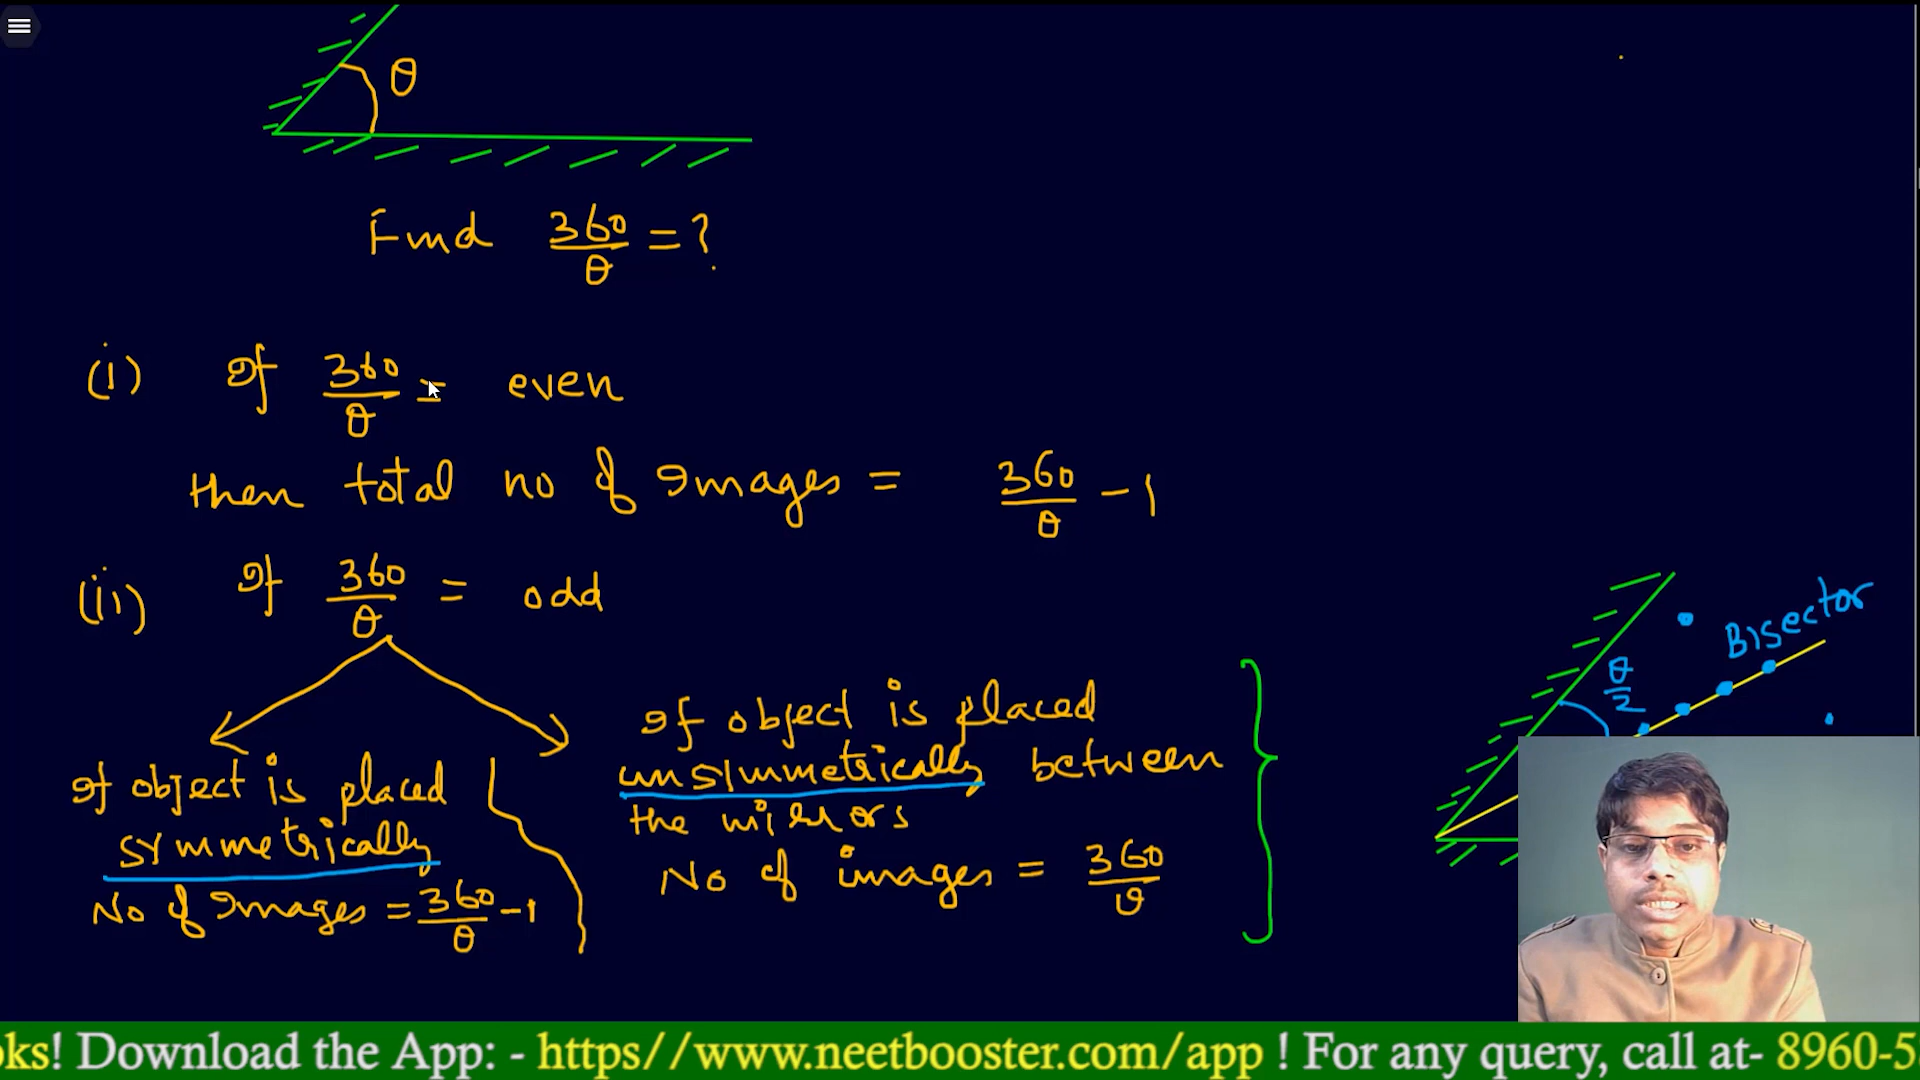 θ
Find 360/θ = ?
(i) If 360/θ = even
then total no of Images = 360/θ - 1
(ii) If 360/θ = odd
If object is placed
symmetrically
No of Images = 360/θ - 1
If object is placed
unsymmetrically between
the mirrors
No of images = 360/θ
Bisector
θ/2
oks! Download the App: - https//www.neetbooster.com/app ! For any query, call at- 8960-5